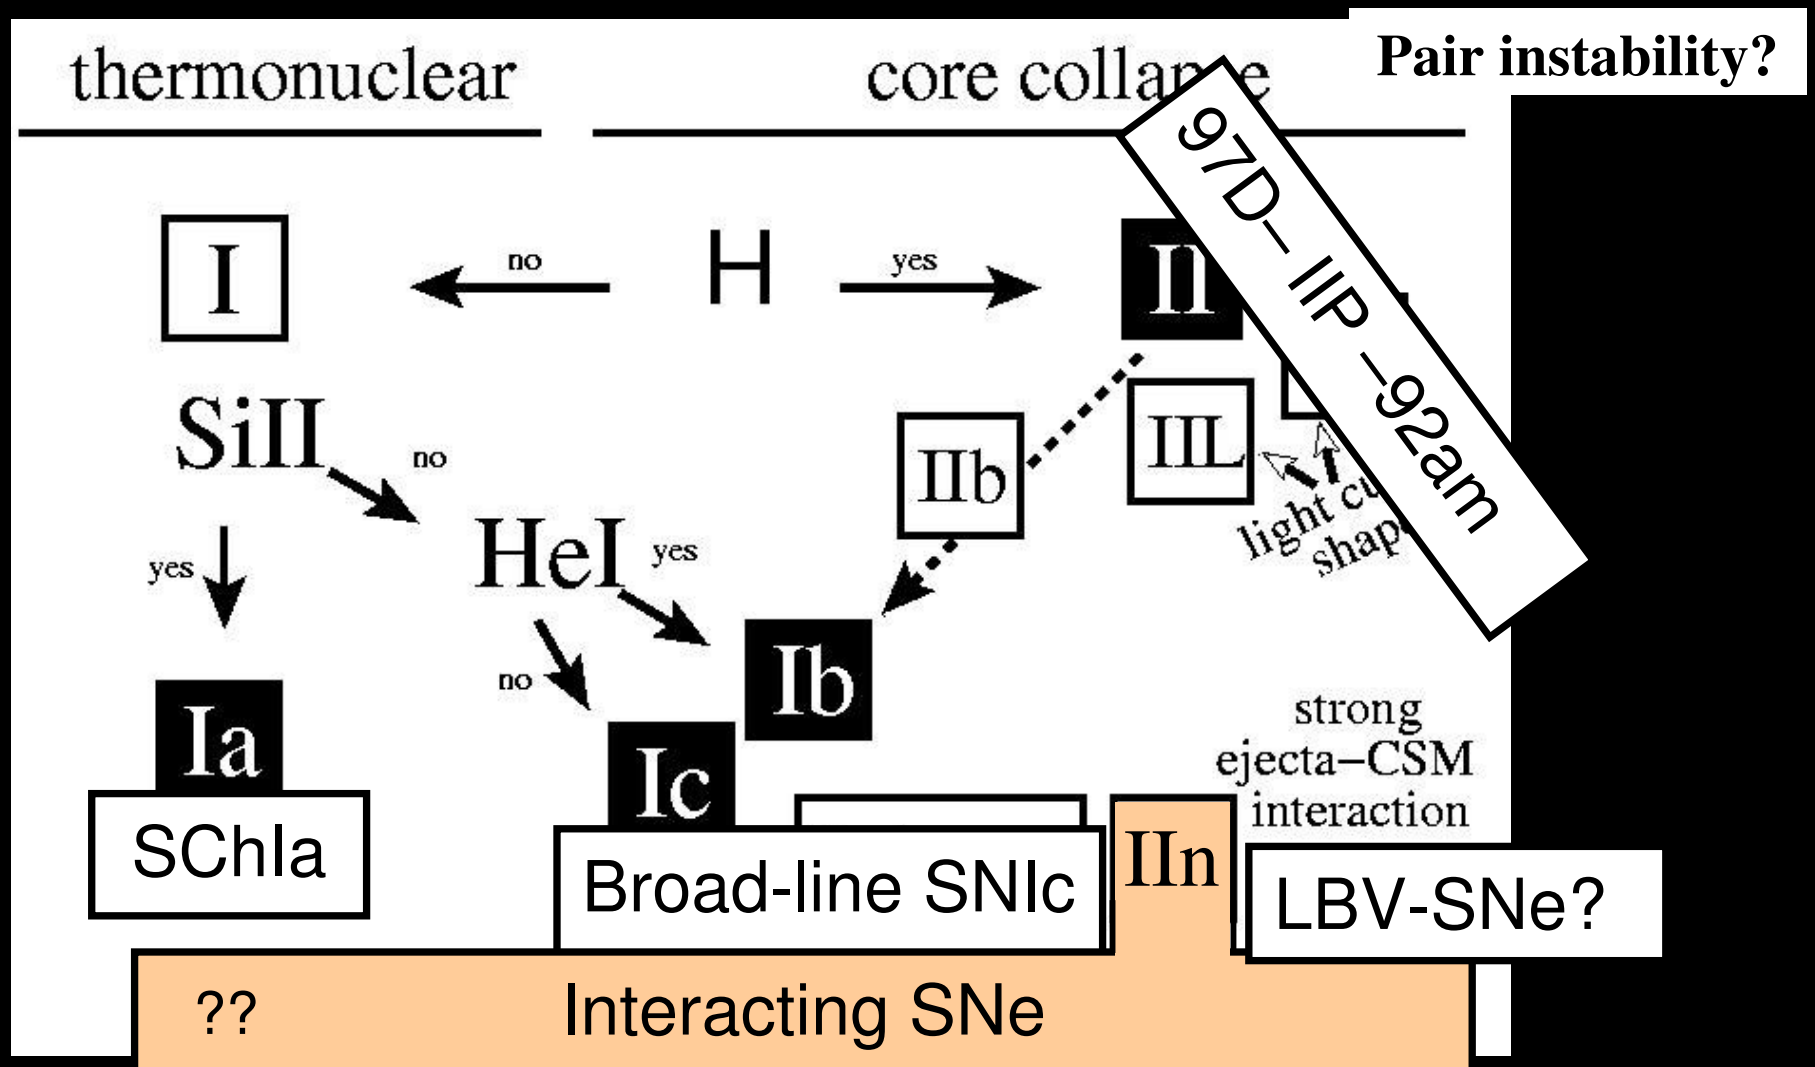 thermonuclear
core collapse
Pair instability?
97D– IIP –92am
I
no
H
yes
II
SiII
no
IIb
IIL
light
yes
HeI
yes
no
Ib
Ia
Ic
strong
ejecta–CSM
interaction
SChIa
Broad-line SNIc
IIn
LBV-SNe?
??
Interacting SNe